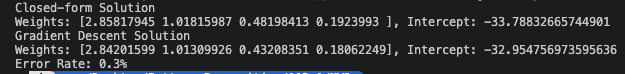 Closed-form Solution
Weights: [2.85817945 1.01815987 0.48198413 0.1923993 ], Intercept: -33.78832665744901
Gradient Descent Solution
Weights: [2.84201599 1.01309926 0.43208351 0.18062249], Intercept: -32.954756973595636
Error Rate: 0.3%